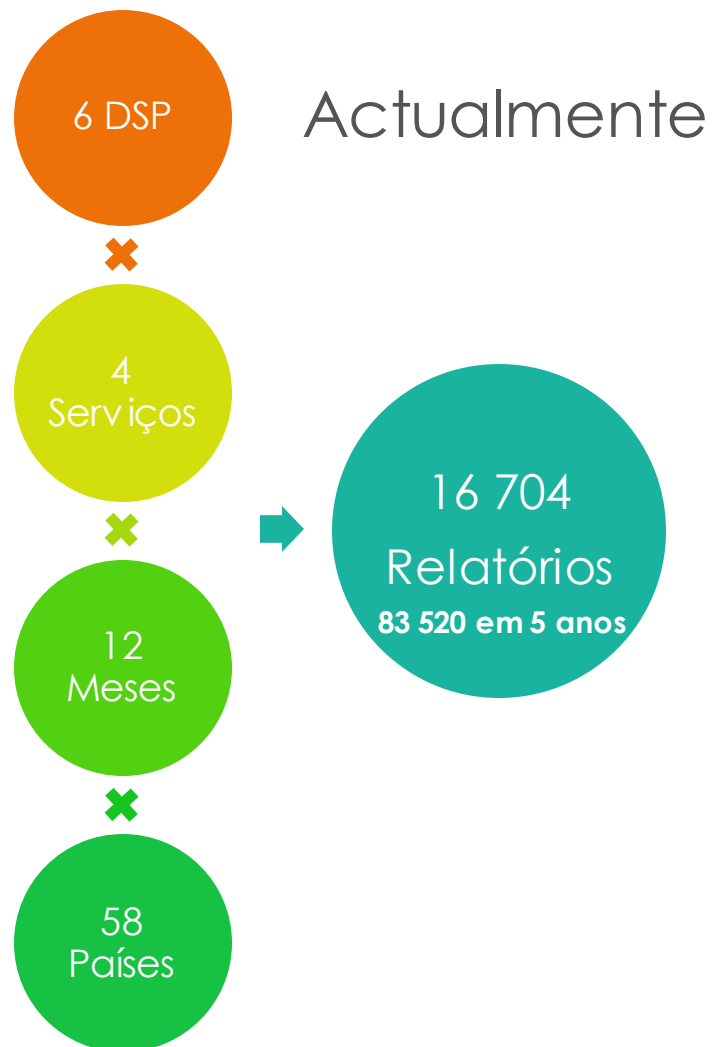 Actualmente
6 DSP
4
Serviços
12
Meses
58
Países
16 704
Relatórios
83 520 em 5 anos